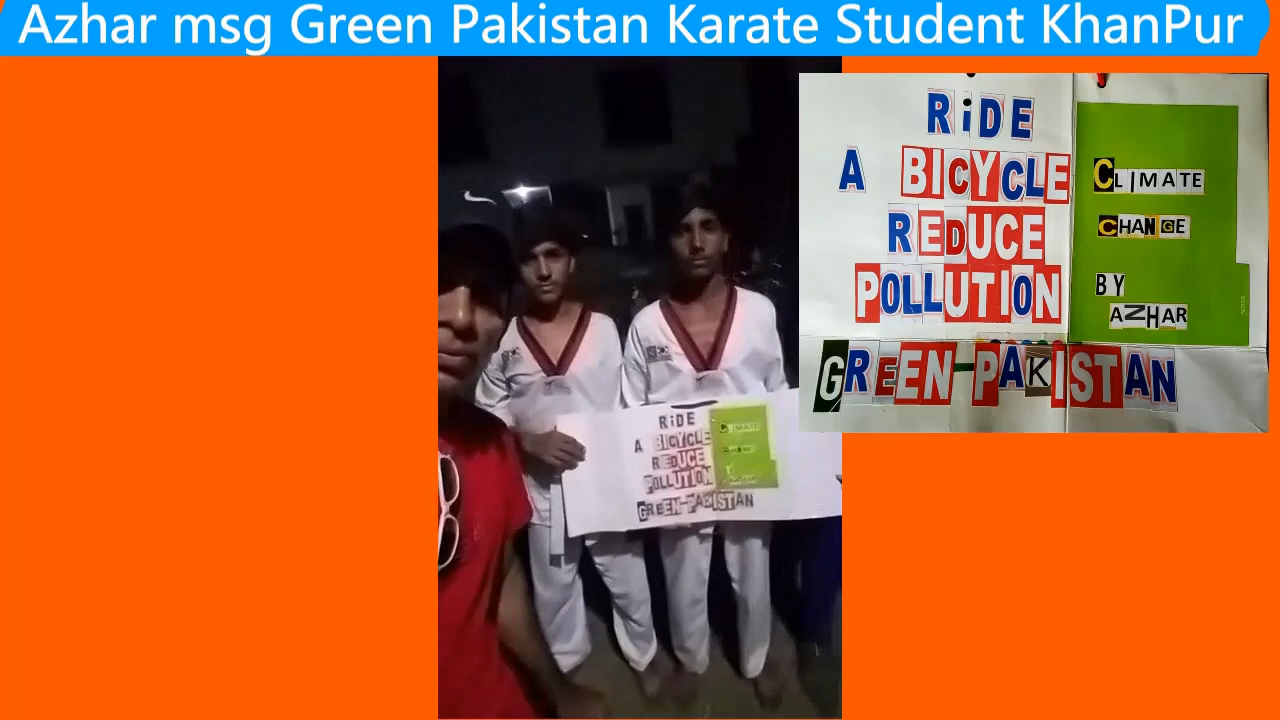 Azhar msg Green Pakistan Karate Student KhanPur
RiDE
A BICYCLE
REDUCE
POLLUTION
CLIMATE
CHANGE
BY
AZHAR
NOTES
GREEN-PAKISTAN
RiDE
A BICYCLE
REDUCE
POLLUTION
GREEN-PAKISTAN